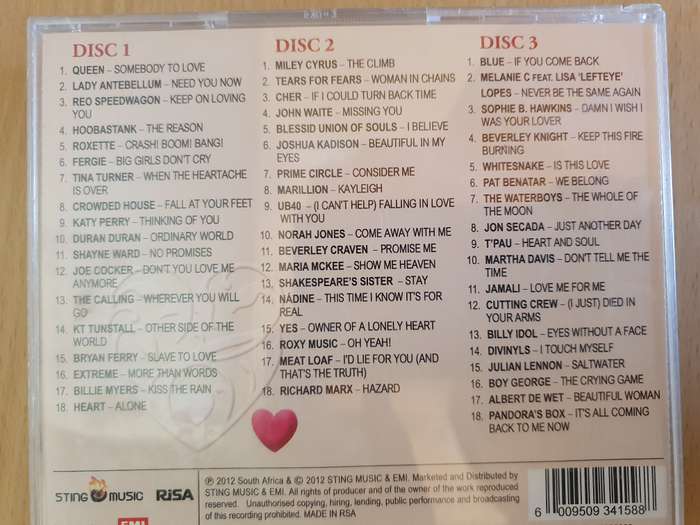 DISC 1
1. QUEEN – SOMEBODY TO LOVE
2. LADY ANTEBELLUM – NEED YOU NOW
3. REO SPEEDWAGON – KEEP ON LOVING
YOU
4. HOOBASTANK – THE REASON
5. ROXETTE – CRASH! BOOM! BANG!
6. FERGIE – BIG GIRLS DON'T CRY
7. TINA TURNER – WHEN THE HEARTACHE
IS OVER
8. CROWDED HOUSE – FALL AT YOUR FEET
9. KATY PERRY – THINKING OF YOU
10. DURAN DURAN – ORDINARY WORLD
11. SHAYNE WARD – NO PROMISES
12. JOE COCKER – DON'T YOU LOVE ME
ANYMORE
13. THE CALLING – WHEREVER YOU WILL
GO
14. KT TUNSTALL – OTHER SIDE OF THE
WORLD
15. BRYAN FERRY – SLAVE TO LOVE
16. EXTREME – MORE THAN WORDS
17. BILLIE MYERS – KISS THE RAIN
18. HEART – ALONE
DISC 2
1. MILEY CYRUS – THE CLIMB
2. TEARS FOR FEARS – WOMAN IN CHAINS
3. CHER – IF I COULD TURN BACK TIME
4. JOHN WAITE – MISSING YOU
5. BLESSID UNION OF SOULS – I BELIEVE
6. JOSHUA KADISON – BEAUTIFUL IN MY
EYES
7. PRIME CIRCLE – CONSIDER ME
8. MARILLION – KAYLEIGH
9. UB40 – (I CAN'T HELP) FALLING IN LOVE
WITH YOU
10. NORAH JONES – COME AWAY WITH ME
11. BEVERLEY CRAVEN – PROMISE ME
12. MARIA MCKEE – SHOW ME HEAVEN
13. SHAKESPEARE'S SISTER – STAY
14. NÁDINE – THIS TIME I KNOW IT'S FOR
REAL
15. YES – OWNER OF A LONELY HEART
16. ROXY MUSIC – OH YEAH!
17. MEAT LOAF – I'D LIE FOR YOU (AND
THAT'S THE TRUTH)
18. RICHARD MARX – HAZARD
DISC 3
1. BLUE – IF YOU COME BACK
2. MELANIE C FEAT. LISA 'LEFTEYE'
LOPES – NEVER BE THE SAME AGAIN
3. SOPHIE B. HAWKINS – DAMN I WISH I
WAS YOUR LOVER
4. BEVERLEY KNIGHT – KEEP THIS FIRE
BURNING
5. WHITESNAKE – IS THIS LOVE
6. PAT BENATAR – WE BELONG
7. THE WATERBOYS – THE WHOLE OF
THE MOON
8. JON SECADA – JUST ANOTHER DAY
9. T'PAU – HEART AND SOUL
10. MARTHA DAVIS – DON'T TELL ME THE
TIME
11. JAMALI – LOVE ME FOR ME
12. CUTTING CREW – (I JUST) DIED IN
YOUR ARMS
13. BILLY IDOL – EYES WITHOUT A FACE
14. DIVINYLS – I TOUCH MYSELF
15. JULIAN LENNON – SALTWATER
16. BOY GEORGE – THE CRYING GAME
17. ALBERT DE WET – BEAUTIFUL WOMAN
18. PANDORA'S BOX – IT'S ALL COMING
BACK TO ME NOW
STING MUSIC RISA
EMI
℗ 2012 South Africa & © 2012 STING MUSIC & EMI. Marketed and Distributed by
STING MUSIC & EMI. All rights of producer and of the owner of the work reproduced
reserved. Unauthorised copying, hiring, lending, public performance and broadcasting
of this recording prohibited. MADE IN RSA
6 009509 341588